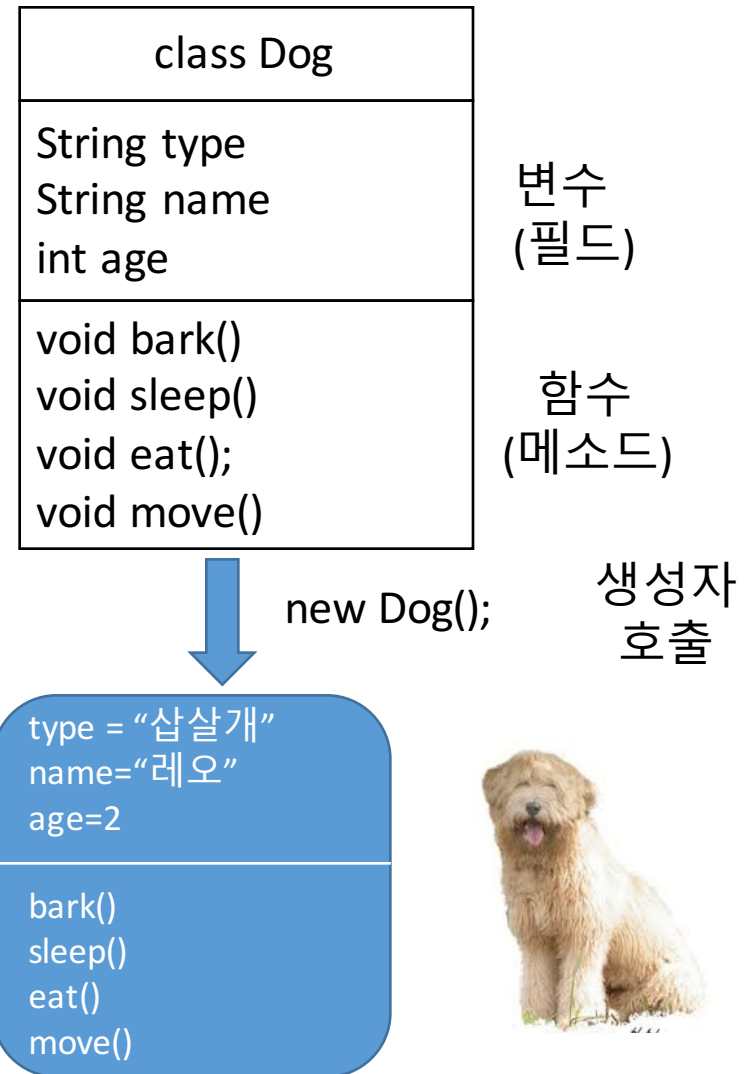 class Dog
String type
String name
int age
변수
(필드)
void bark()
void sleep()
void eat();
void move()
함수
(메소드)
new Dog();
생성자
호출
type = “삽살개”
name=“레오”
age=2
bark()
sleep()
eat()
move()